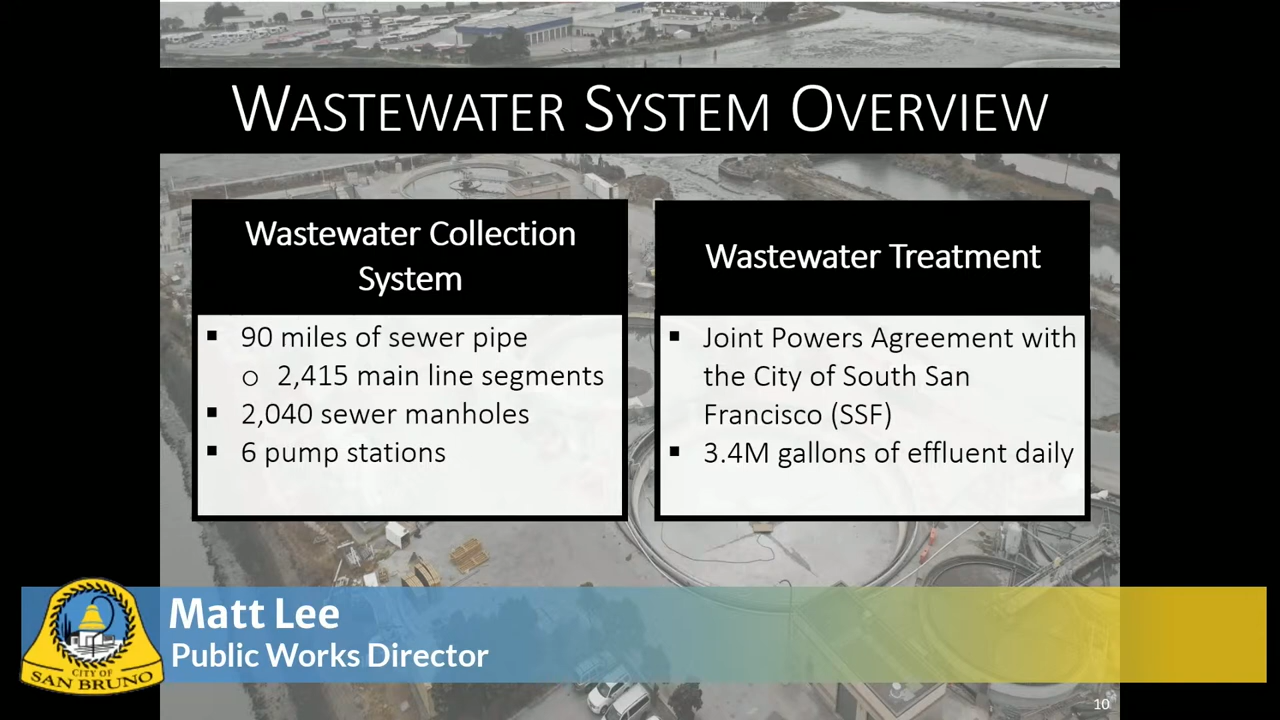 WASTEWATER SYSTEM OVERVIEW
Wastewater Collection
System
▪ 90 miles of sewer pipe
o 2,415 main line segments
▪ 2,040 sewer manholes
▪ 6 pump stations
Wastewater Treatment
▪ Joint Powers Agreement with
the City of South San
Francisco (SSF)
▪ 3.4M gallons of effluent daily
Matt Lee
Public Works Director
CITY OF
SAN BRUNO
10